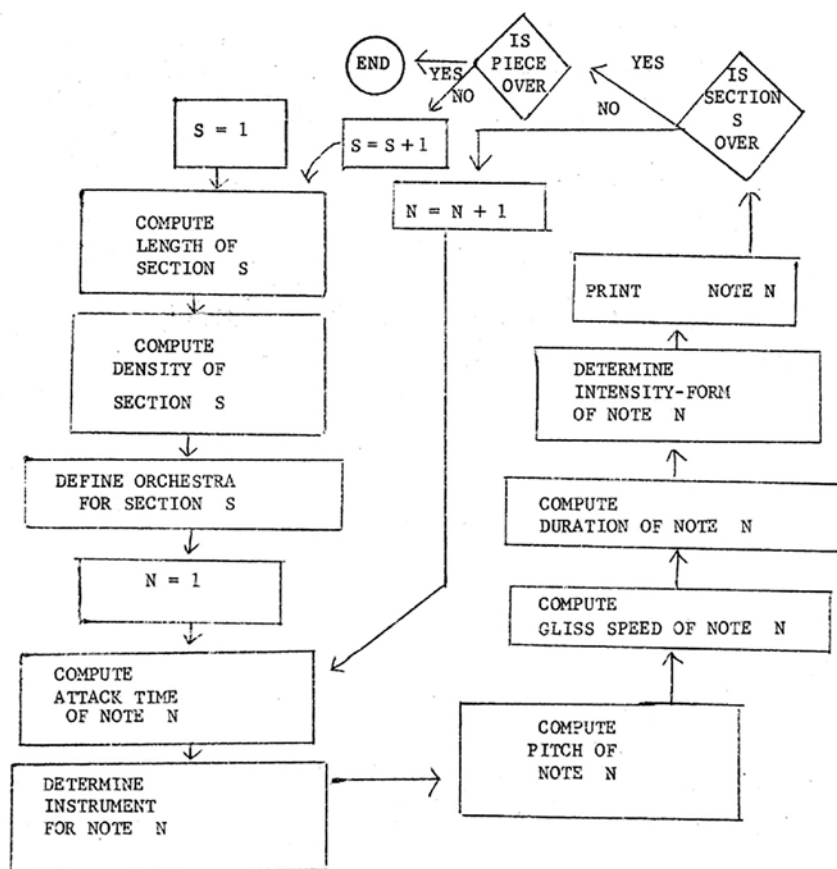 IS
PIECE
OVER
END
YES
NO
IS
SECTION
S
OVER
YES
NO
S = 1
S = S + 1
N = N + 1
COMPUTE
LENGTH OF
SECTION S
COMPUTE
DENSITY OF
SECTION S
DEFINE ORCHESTRA
FOR SECTION S
N = 1
COMPUTE
ATTACK TIME
OF NOTE N
DETERMINE
INSTRUMENT
FOR NOTE N
COMPUTE
PITCH OF
NOTE N
COMPUTE
GLISS SPEED OF NOTE N
COMPUTE
DURATION OF NOTE N
DETERMINE
INTENSITY-FORM
OF NOTE N
PRINT NOTE N